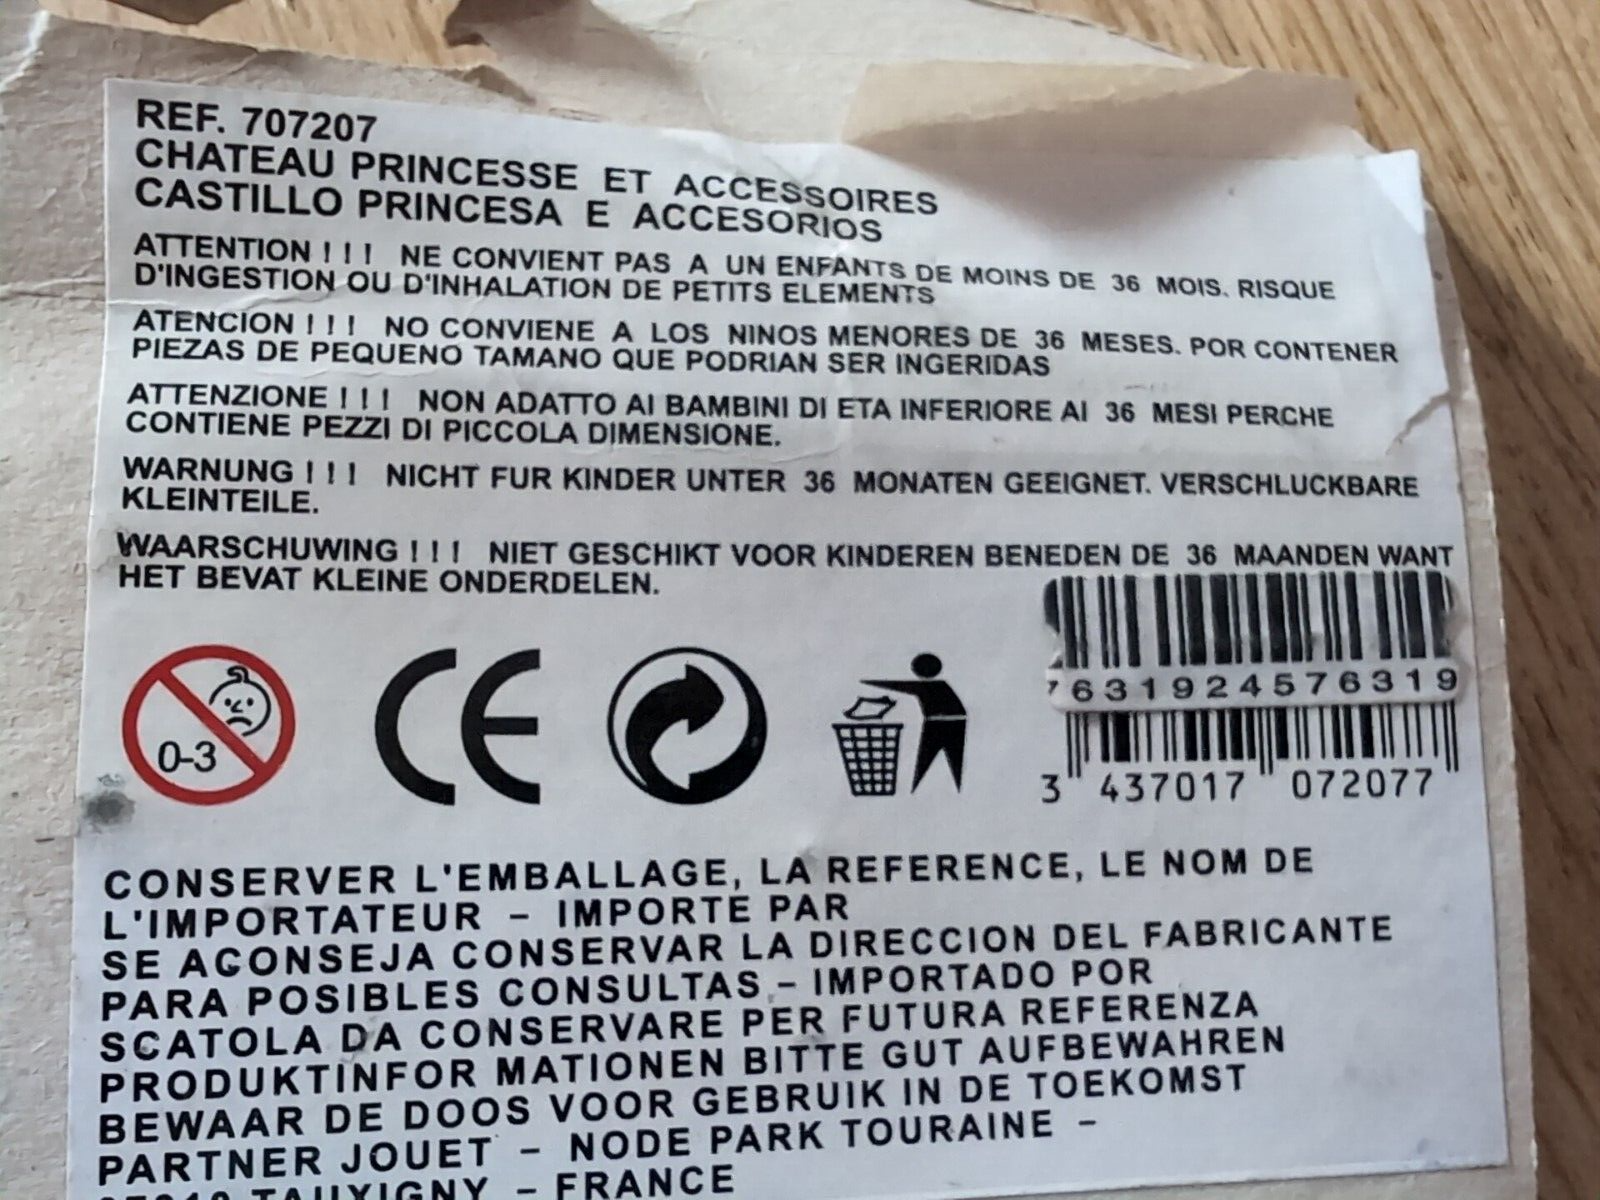 REF. 707207
CHATEAU PRINCESSE ET ACCESSOIRES
CASTILLO PRINCESA E ACCESORIOS
ATTENTION ! ! ! NE CONVIENT PAS A UN ENFANTS DE MOINS DE 36 MOIS. RISQUE
D'INGESTION OU D'INHALATION DE PETITS ELEMENTS
ATENCION ! ! ! NO CONVIENE A LOS NINOS MENORES DE 36 MESES. POR CONTENER
PIEZAS DE PEQUENO TAMANO QUE PODRIAN SER INGERIDAS
ATTENZIONE ! ! ! NON ADATTO AI BAMBINI DI ETA INFERIORE AI 36 MESI PERCHE
CONTIENE PEZZI DI PICCOLA DIMENSIONE.
WARNUNG ! ! ! NICHT FUR KINDER UNTER 36 MONATEN GEEIGNET. VERSCHLUCKBARE
KLEINTEILE.
WAARSCHUWING ! ! ! NIET GESCHIKT VOOR KINDEREN BENEDEN DE 36 MAANDEN WANT
HET BEVAT KLEINE ONDERDELEN.
0-3
CE
7631924576319
3 437017 072077
CONSERVER L'EMBALLAGE, LA REFERENCE, LE NOM DE
L'IMPORTATEUR – IMPORTE PAR
SE ACONSEJA CONSERVAR LA DIRECCION DEL FABRICANTE
PARA POSIBLES CONSULTAS – IMPORTADO POR
SCATOLA DA CONSERVARE PER FUTURA REFERENZA
PRODUKTINFOR MATIONEN BITTE GUT AUFBEWAHREN
BEWAAR DE DOOS VOOR GEBRUIK IN DE TOEKOMST
PARTNER JOUET – NODE PARK TOURAINE –
TAUXIGNY – FRANCE